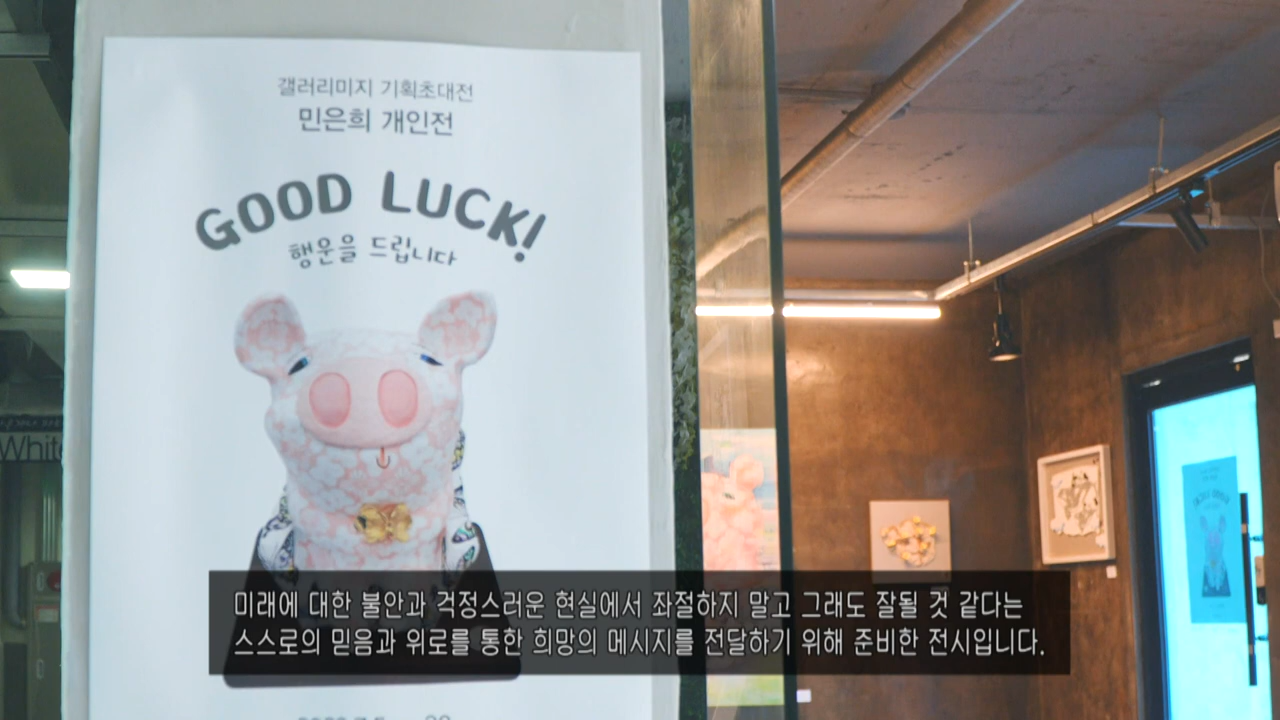 갤러리미지 기획초대전
민은희 개인전
GOOD LUCK!
행운을 드립니다
White
미래에 대한 불안과 걱정스러운 현실에서 좌절하지 말고 그래도 잘될 것 같다는
스스로의 믿음과 위로를 통한 희망의 메시지를 전달하기 위해 준비한 전시입니다.